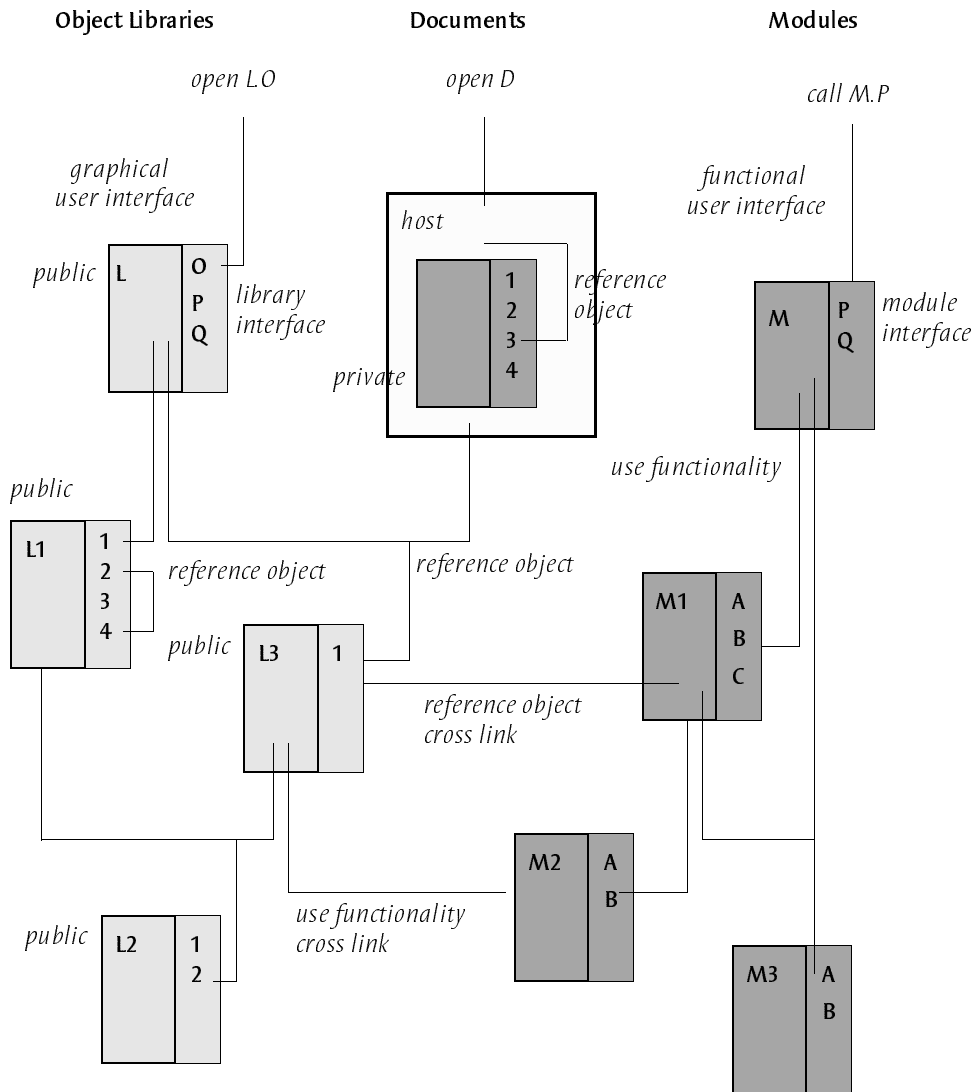 Object Libraries
Documents
Modules
open L.O
open D
call M.P
graphical
user interface
functional
user interface
host
public
L
O
P
Q
library
interface
1
2
3
4
reference
object
private
M
P
Q
module
interface
use functionality
public
L1
1
2
3
4
reference object
reference object
public
L3
1
M1
A
B
C
reference object
cross link
M2
A
B
use functionality
cross link
public
L2
1
2
M3
A
B